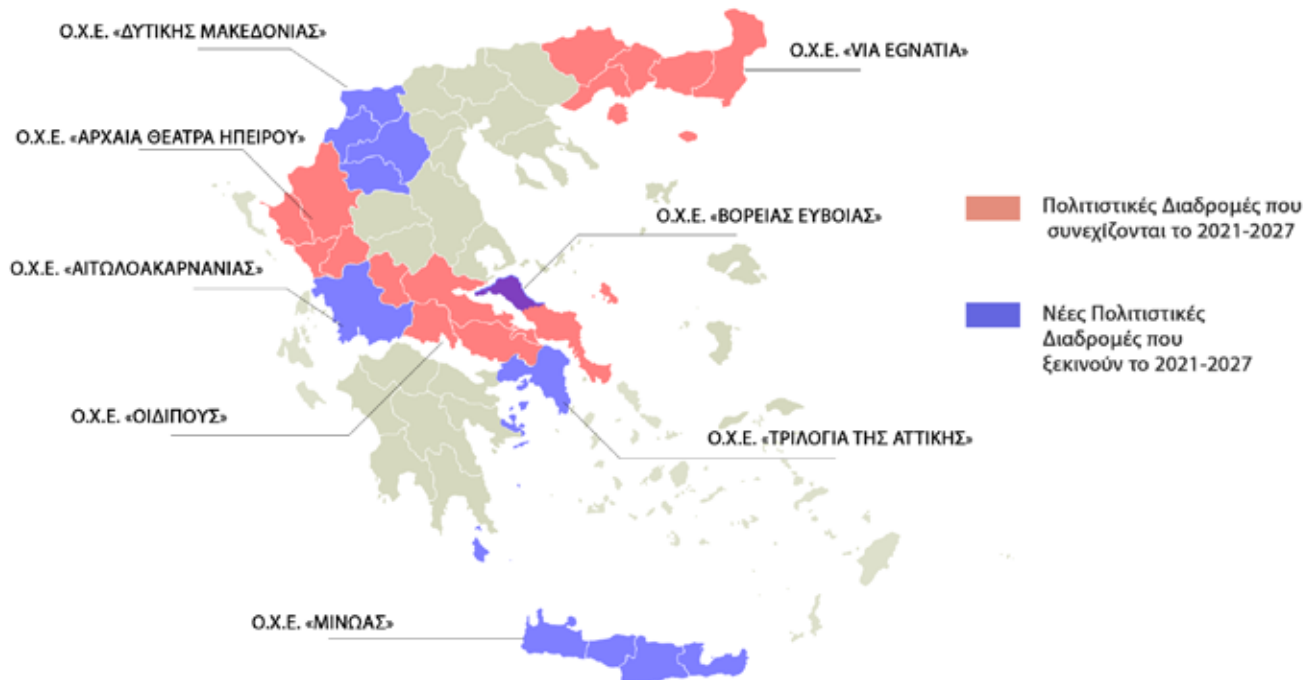 Ο.Χ.Ε. «ΔΥΤΙΚΗΣ ΜΑΚΕΔΟΝΙΑΣ»
Ο.Χ.Ε. «VIA EGNATIA»
Ο.Χ.Ε. «ΑΡΧΑΙΑ ΘΕΑΤΡΑ ΗΠΕΙΡΟΥ»
Ο.Χ.Ε. «ΒΟΡΕΙΑΣ ΕΥΒΟΙΑΣ»
Ο.Χ.Ε. «ΑΙΤΩΛΟΑΚΑΡΝΑΝΙΑΣ»
Ο.Χ.Ε. «ΟΙΔΙΠΟΥΣ»
Ο.Χ.Ε. «ΤΡΙΛΟΓΙΑ ΤΗΣ ΑΤΤΙΚΗΣ»
Ο.Χ.Ε. «ΜΙΝΩΑΣ»
Πολιτιστικές Διαδρομές που
συνεχίζονται το 2021-2027
Νέες Πολιτιστικές
Διαδρομές που
ξεκινούν το 2021-2027